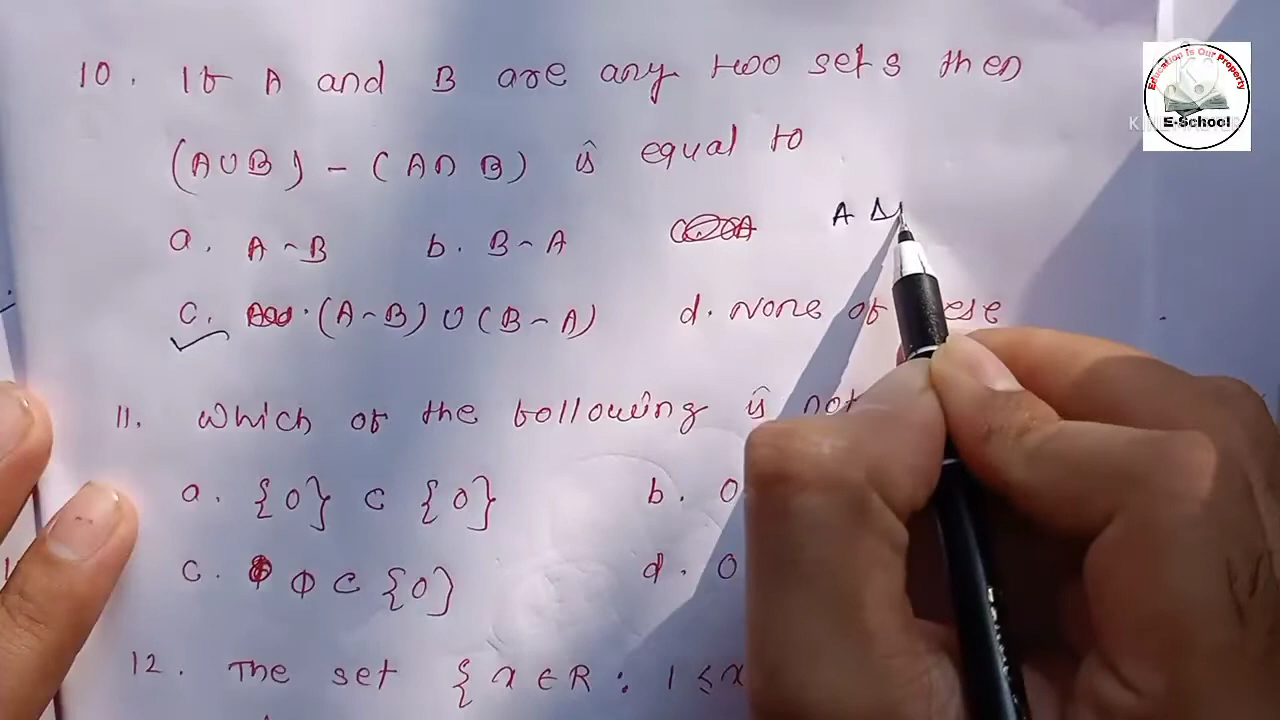 Education Is Our Property
E-School
10. If A and B are any two sets then
(A∪B) - (A∩B) is equal to
A Δ
a. A-B b. B-A
c. (A-B) ∪ (B-A) d. None of
11. Which of the following is not
a. {0} ⊂ {0} b. 0
c. ϕ ⊂ {0} d. 0
12. The set {x ∈ R : 1 ≤ x